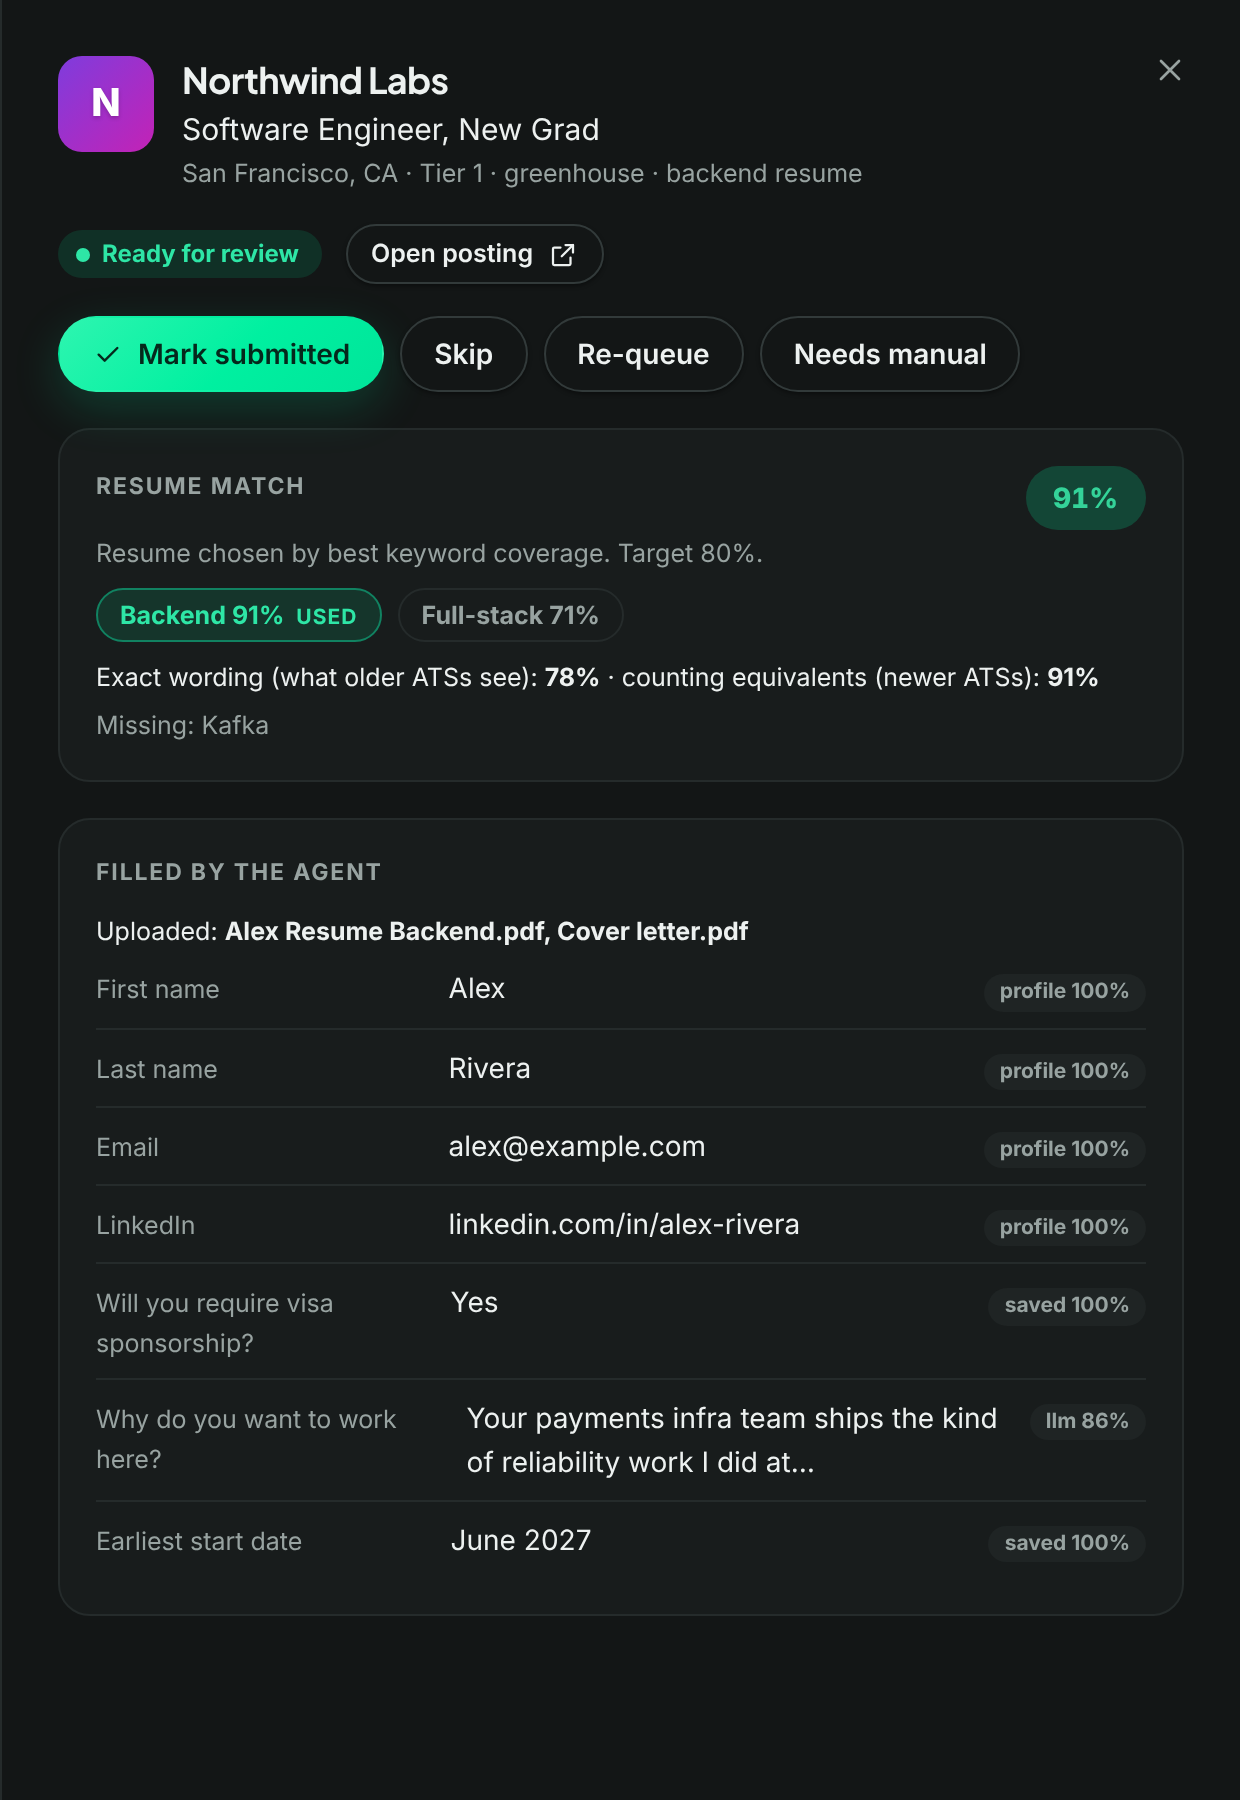 N
Northwind Labs
Software Engineer, New Grad
San Francisco, CA · Tier 1 · greenhouse · backend resume
Ready for review
Open posting
Mark submitted
Skip
Re-queue
Needs manual
RESUME MATCH
91%
Resume chosen by best keyword coverage. Target 80%.
Backend 91% USED
Full-stack 71%
Exact wording (what older ATSs see): 78% · counting equivalents (newer ATSs): 91%
Missing: Kafka
FILLED BY THE AGENT
Uploaded: Alex Resume Backend.pdf, Cover letter.pdf
First name Alex profile 100%
Last name Rivera profile 100%
Email alex@example.com profile 100%
LinkedIn linkedin.com/in/alex-rivera profile 100%
Will you require visa Yes saved 100%
sponsorship?
Why do you want to work Your payments infra team ships the kind llm 86%
here? of reliability work I did at...
Earliest start date June 2027 saved 100%